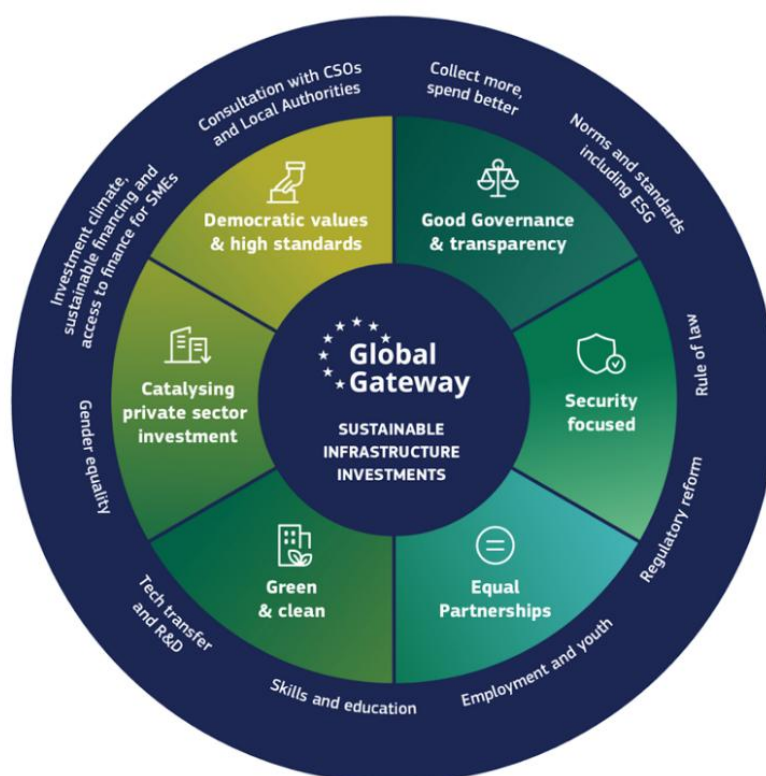 Consultation with CSOs
and Local Authorities
Collect more,
spend better
Norms and standards
including ESG
Rule of law
Regulatory reform
Employment and youth
Skills and education
Tech transfer
and R&D
Gender equality
Investment climate,
sustainable financing and
access to finance for SMEs
Democratic values
& high standards
Good Governance
& transparency
Security
focused
Equal
Partnerships
Green
& clean
Catalysing
private sector
investment
Global
Gateway
SUSTAINABLE
INFRASTRUCTURE
INVESTMENTS